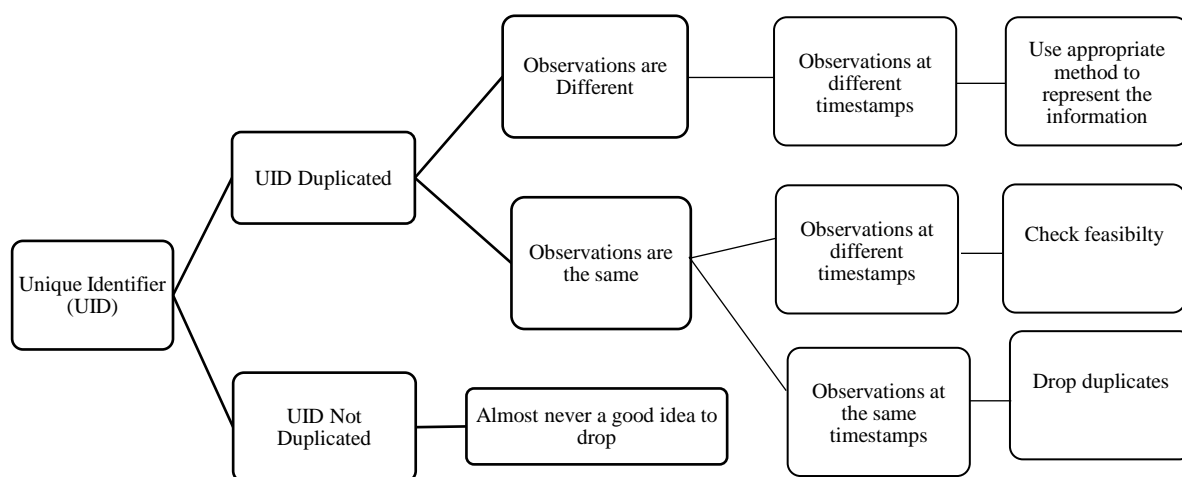 Unique Identifier
(UID)
UID Duplicated
UID Not
Duplicated
Observations are
Different
Observations are
the same
Almost never a good idea to
drop
Observations at
different
timestamps
Observations at
different
timestamps
Observations at
the same
timestamps
Use appropriate
method to
represent the
information
Check feasibilty
Drop duplicates